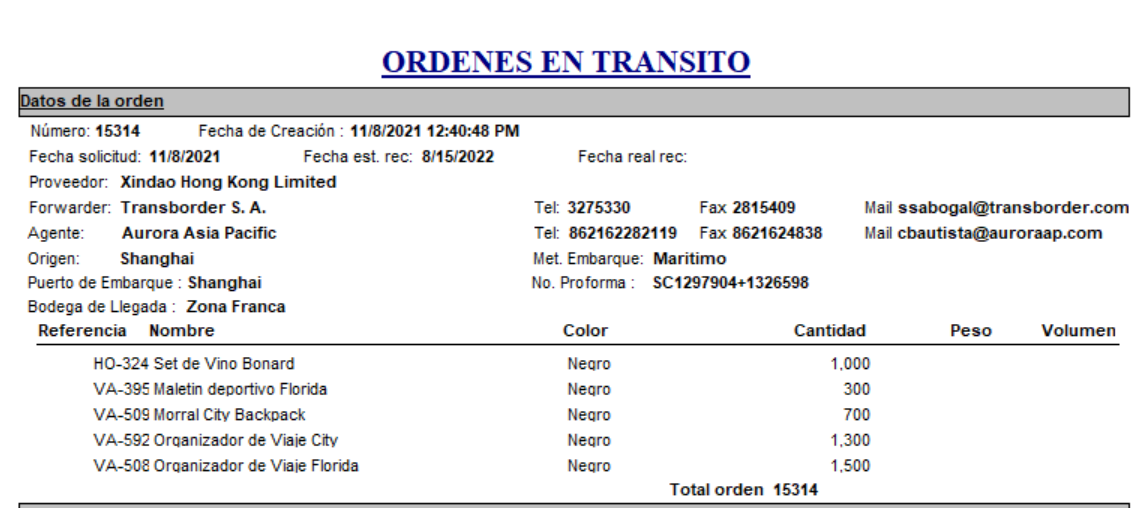 ORDENES EN TRANSITO
Datos de la orden
Número: 15314 Fecha de Creación : 11/8/2021 12:40:48 PM
Fecha solicitud: 11/8/2021 Fecha est. rec: 8/15/2022 Fecha real rec:
Proveedor: Xindao Hong Kong Limited
Forwarder: Transborder S. A. Tel: 3275330 Fax 2815409 Mail ssabogal@transborder.com
Agente: Aurora Asia Pacific Tel: 862162282119 Fax 8621624838 Mail cbautista@auroraap.com
Origen: Shanghai Met. Embarque: Maritimo
Puerto de Embarque : Shanghai No. Proforma : SC1297904+1326598
Bodega de Llegada : Zona Franca
Referencia Nombre Color Cantidad Peso Volumen
HO-324 Set de Vino Bonard Negro 1,000
VA-395 Maletin deportivo Florida Negro 300
VA-509 Morral City Backpack Negro 700
VA-592 Organizador de Viaje City Negro 1,300
VA-508 Organizador de Viaje Florida Negro 1,500
Total orden 15314